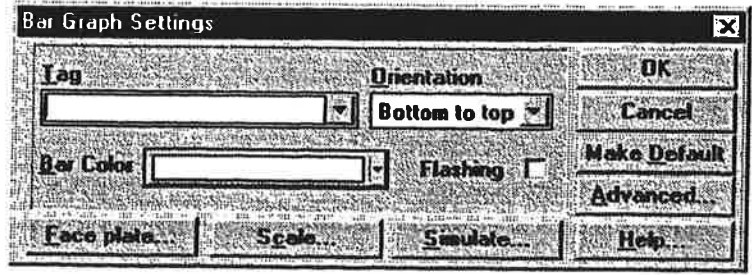 Bar Graph Settings
Tag
Orientation
OK
Bottom to top
Cancel
Bar Color
Flashing
Make Default
Advanced...
Face plate...
Scale...
Simulate...
Help...